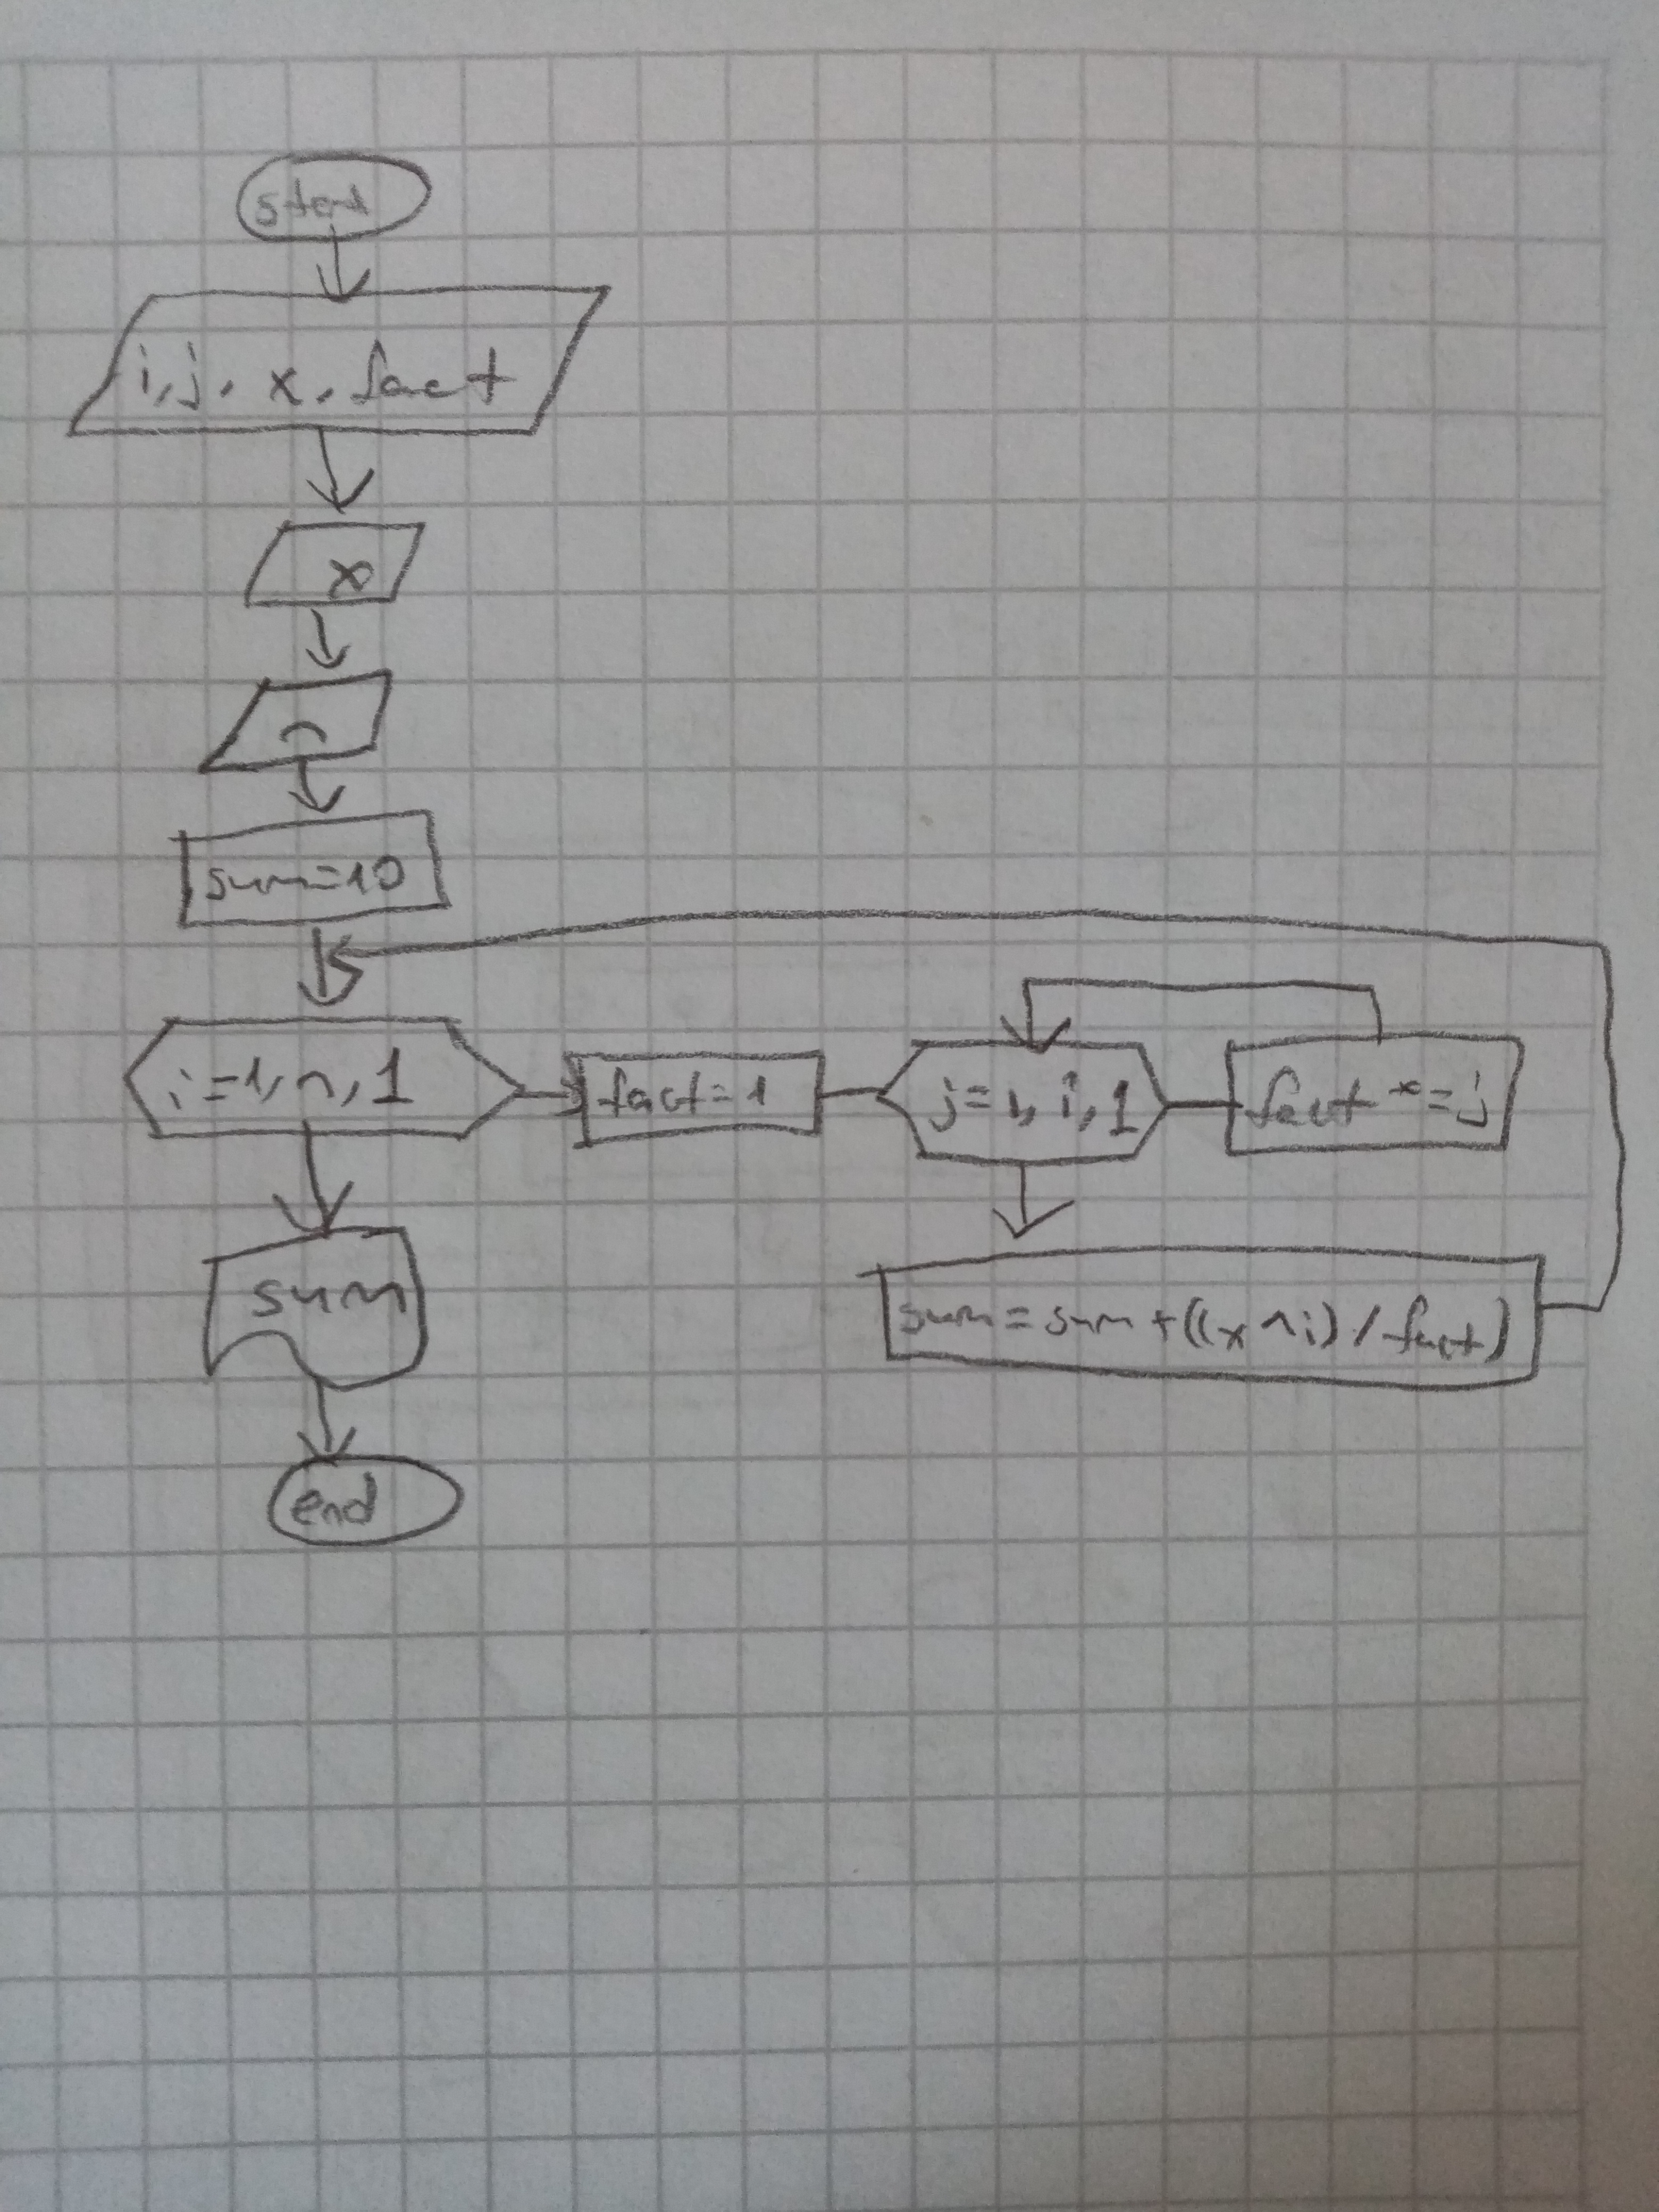 start
i, j, x, fact
x
n
sum=10
i=1, n, 1
fact=1
j=1, i, 1
fact *=j
sum
sum = sum + ((x ^ i) / fact)
end